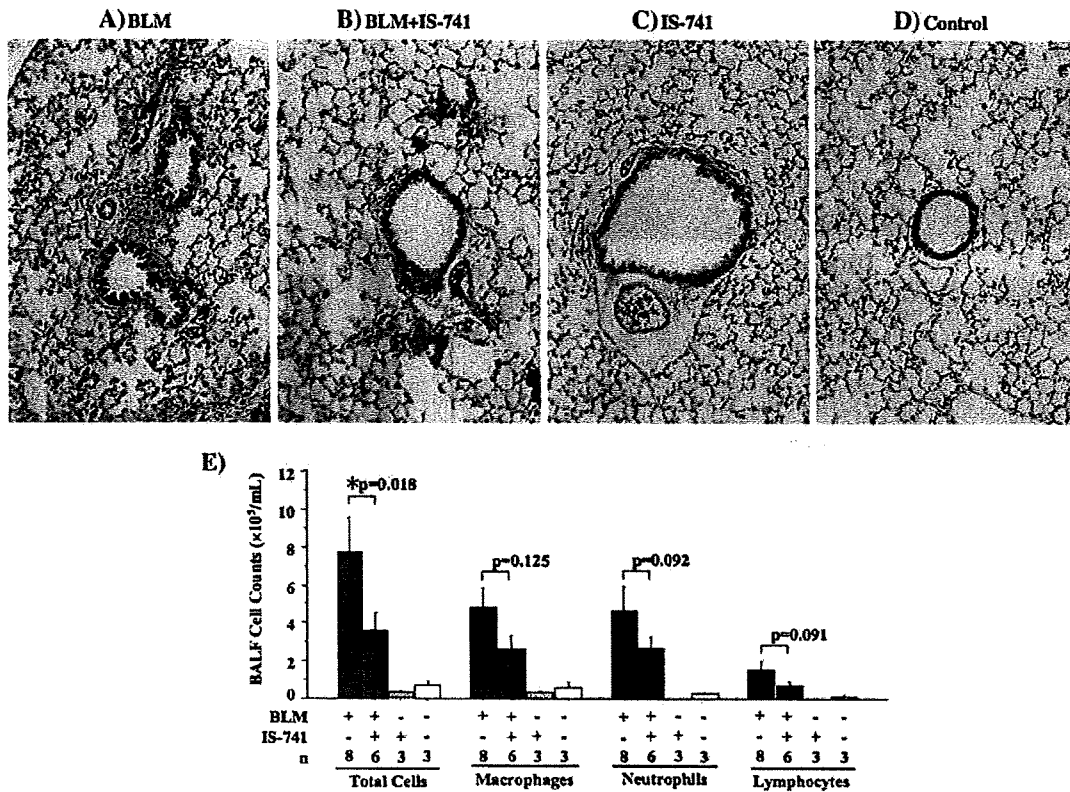 A) BLM
B) BLM+IS-741
C) IS-741
D) Control
E)
BALF Cell Counts (×10⁵/mL)
12
10
8
6
4
2
0
*p=0.018
p=0.125
p=0.092
p=0.091
BLM + + - - + + - - + + - - + + - -
IS-741 - + + - - + + - - + + - - + + -
n 8 6 3 3 8 6 3 3 8 6 3 3 8 6 3 3
Total Cells Macrophages Neutrophils Lymphocytes